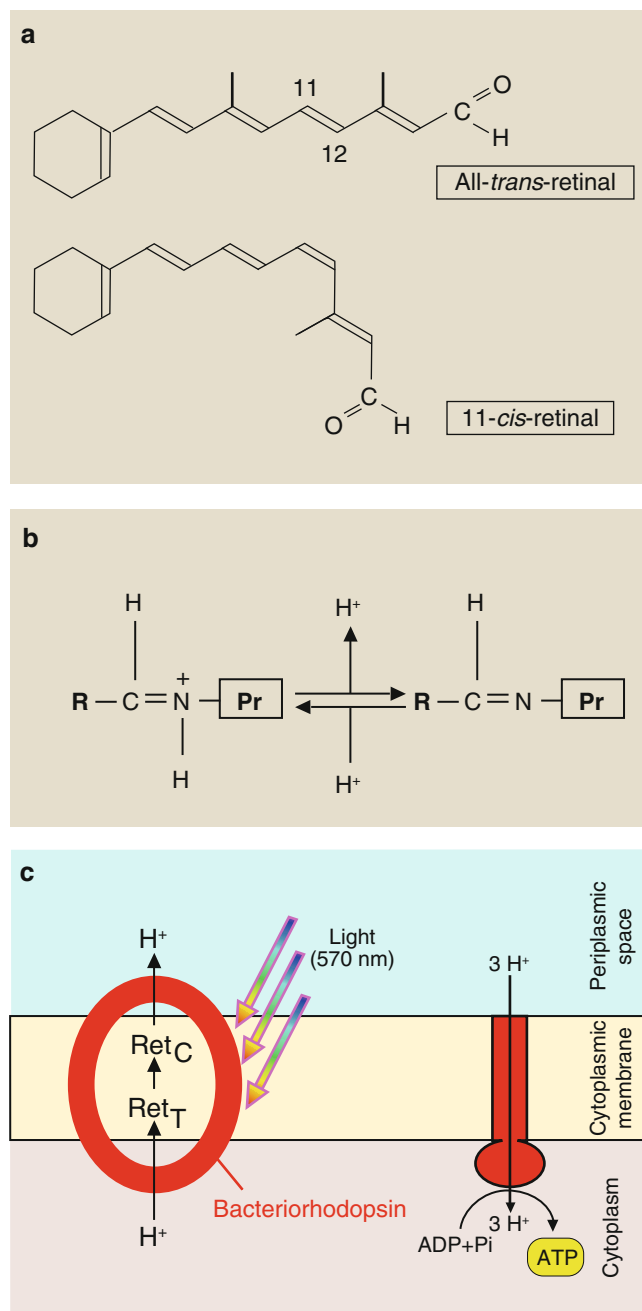 a
11
12
O
C
H
All-trans-retinal
C
O
H
11-cis-retinal
b
H
H⁺
H
+
R – C = N – Pr
R – C = N – Pr
H
H⁺
c
H⁺
Light
(570 nm)
3 H⁺
Periplasmic
space
RetC
RetT
Cytoplasmic
membrane
Bacteriorhodopsin
H⁺
ADP+Pi
3 H⁺
ATP
Cytoplasm